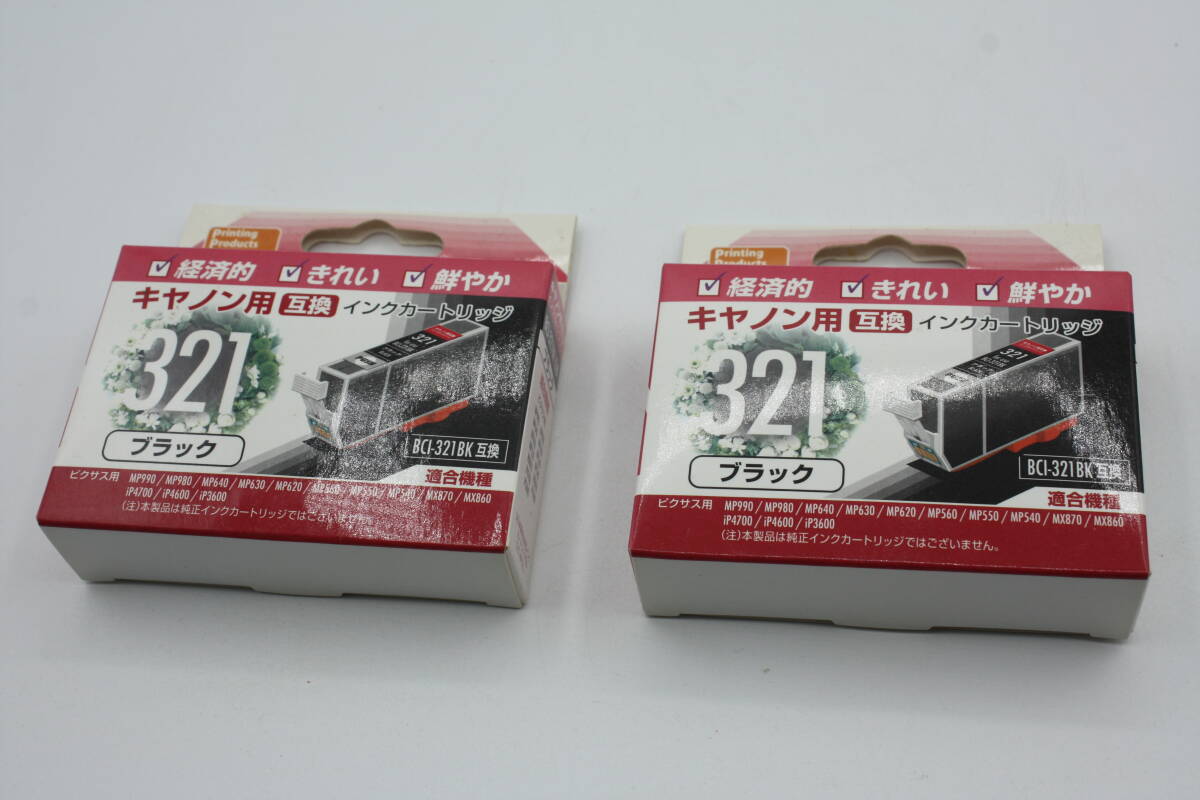 Printing
Products
経済的 きれい 鮮やか
キヤノン用 互換 インクカートリッジ
321
321
ブラック
BCI-321BK 互換
適合機種
ピクサス用 MP990 / MP980 / MP640 / MP630 / MP620 / MP560 / MP550 / MP540 / MX870 / MX860
iP4700 / iP4600 / iP3600
(注)本製品は純正インクカートリッジではございません。
Printing
Products
経済的 きれい 鮮やか
キヤノン用 互換 インクカートリッジ
321
321
ブラック
BCI-321BK 互換
適合機種
ピクサス用 MP990 / MP980 / MP640 / MP630 / MP620 / MP560 / MP550 / MP540 / MX870 / MX860
iP4700 / iP4600 / iP3600
(注)本製品は純正インクカートリッジではございません。